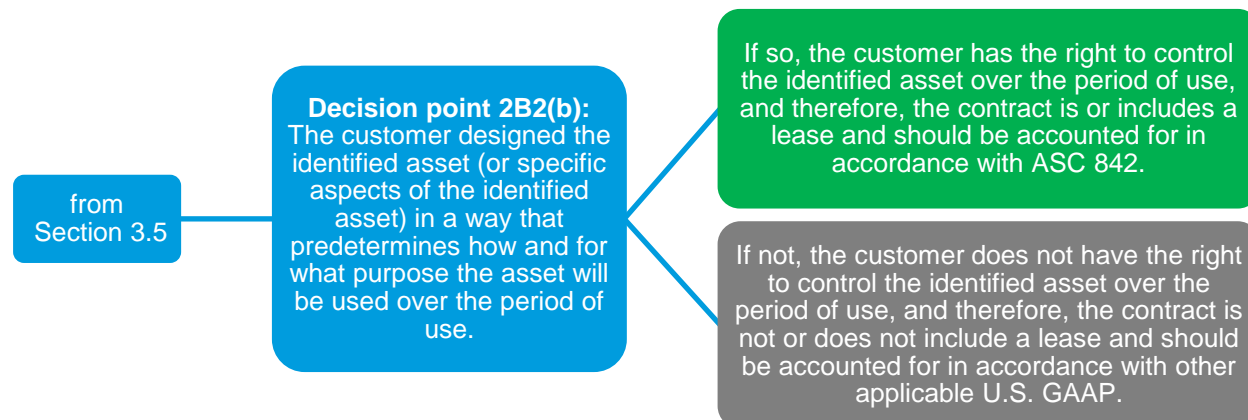 from
Section 3.5
Decision point 2B2(b):
The customer designed the
identified asset (or specific
aspects of the identified
asset) in a way that
predetermines how and for
what purpose the asset will
be used over the period of
use.
If so, the customer has the right to control
the identified asset over the period of use,
and therefore, the contract is or includes a
lease and should be accounted for in
accordance with ASC 842.
If not, the customer does not have the right
to control the identified asset over the
period of use, and therefore, the contract is
not or does not include a lease and should
be accounted for in accordance with other
applicable U.S. GAAP.